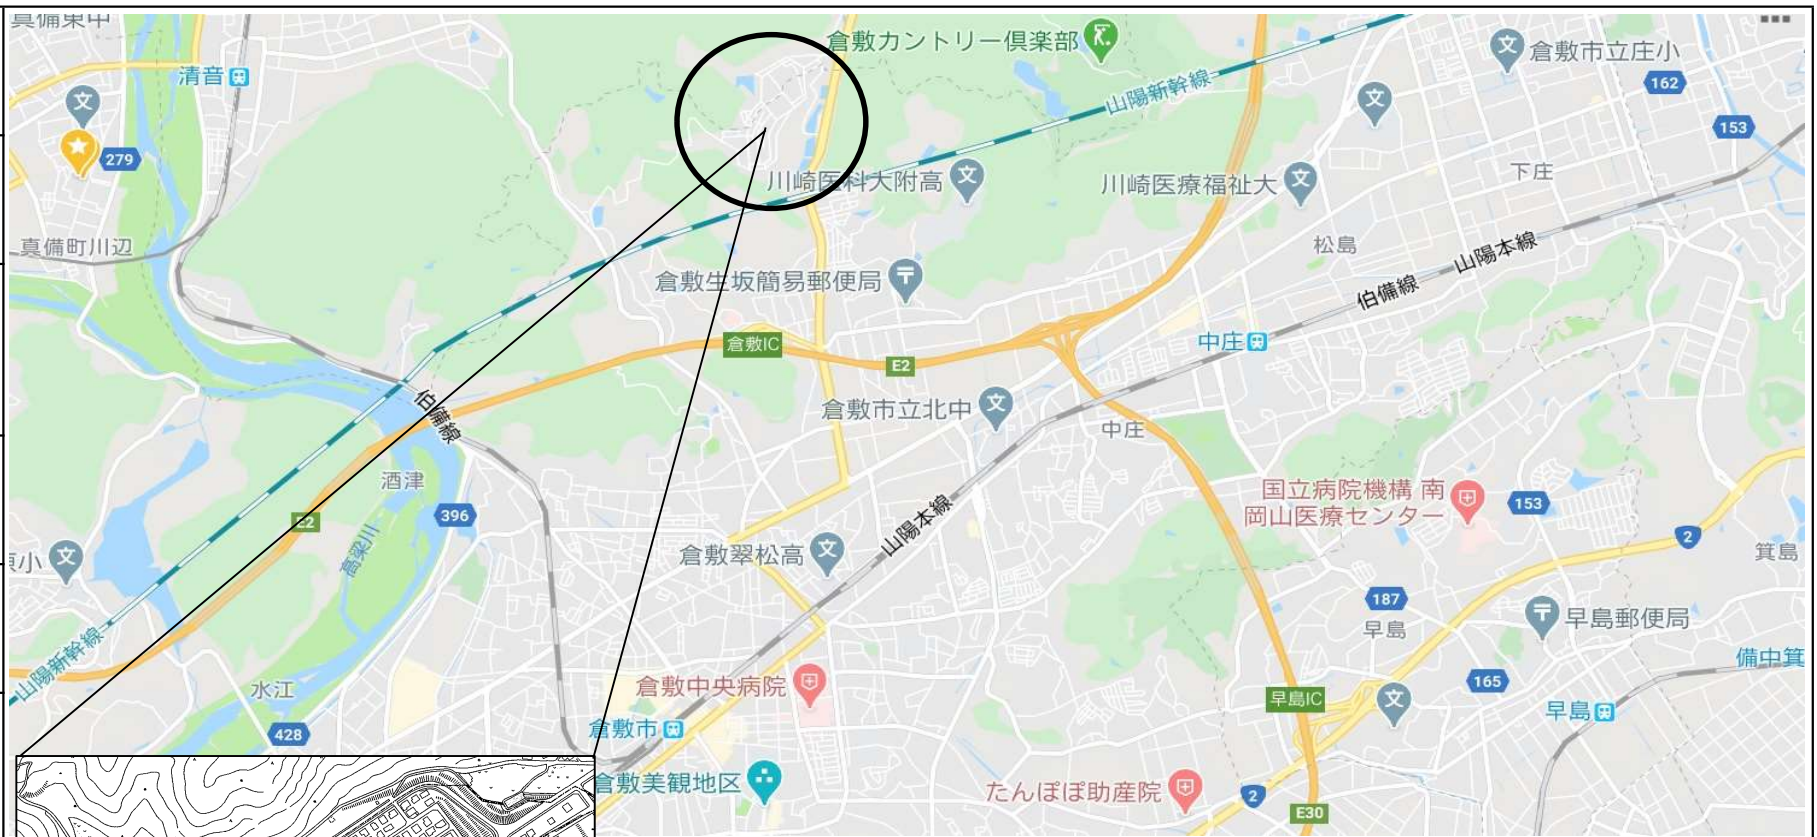 真備東中
倉敷カントリー倶楽部
倉敷市立庄小
清音
162
山陽新幹線
153
279
川崎医科大附高
川崎医療福祉大
下庄
真備町川辺
松島
山陽本線
倉敷生坂簡易郵便局
伯備線
倉敷IC
中庄
E2
伯備線
倉敷市立北中
中庄
酒津
国立病院機構 南
岡山医療センター
153
396
E2
山陽本線
2
高梁川
倉敷翠松高
箕島
小
187
早島
早島郵便局
山陽新幹線
備中箕
倉敷中央病院
165
水江
早島IC
早島
倉敷市
428
倉敷美観地区
たんぽぽ助産院
2
E30